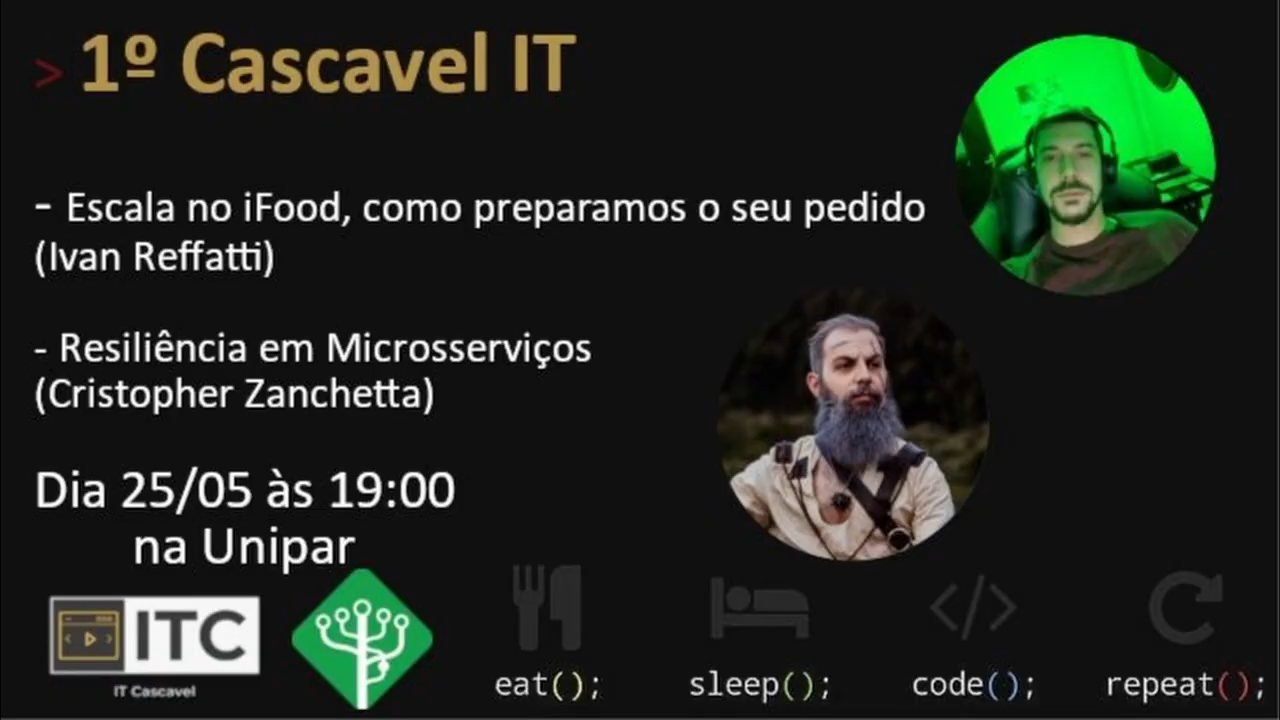 > 1º Cascavel IT
- Escala no iFood, como preparamos o seu pedido
(Ivan Reffatti)
- Resiliência em Microsserviços
(Cristopher Zanchetta)
Dia 25/05 às 19:00
na Unipar
ITC
IT Cascavel
</>
eat(); sleep(); code(); repeat();